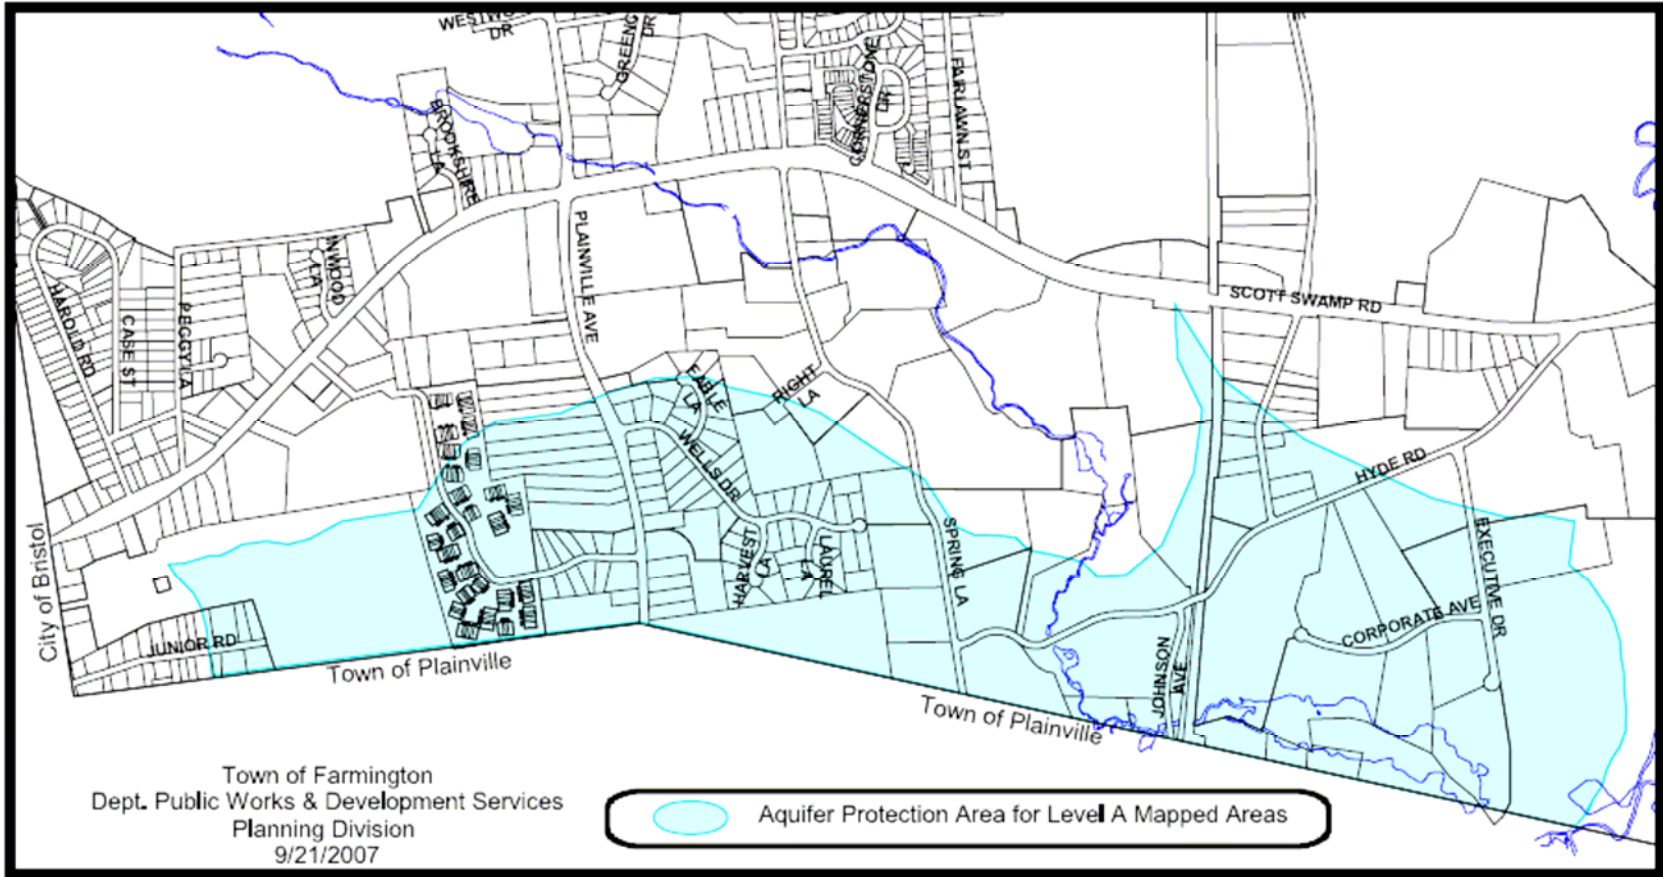 DR
GREENG
DR
CORNERSTONE
DR
FAIRLAWN ST
BROOKSHIRE
LA
PLAINVILLE AVE
INWOOD
LA
HAROLD RD
CASE ST
PEGGY LA
SCOTT SWAMP RD
LA
RIGHT
LA
WELLS DR
HYDE RD
HARVEST
LA
LAUREL
LA
SPRING LA
EXECUTIVE DR
CORPORATE AVE
JOHNSON
AVE
City of Bristol
JUNIOR RD
Town of Plainville
Town of Plainville
Town of Farmington
Dept. Public Works & Development Services
Planning Division
9/21/2007
Aquifer Protection Area for Level A Mapped Areas